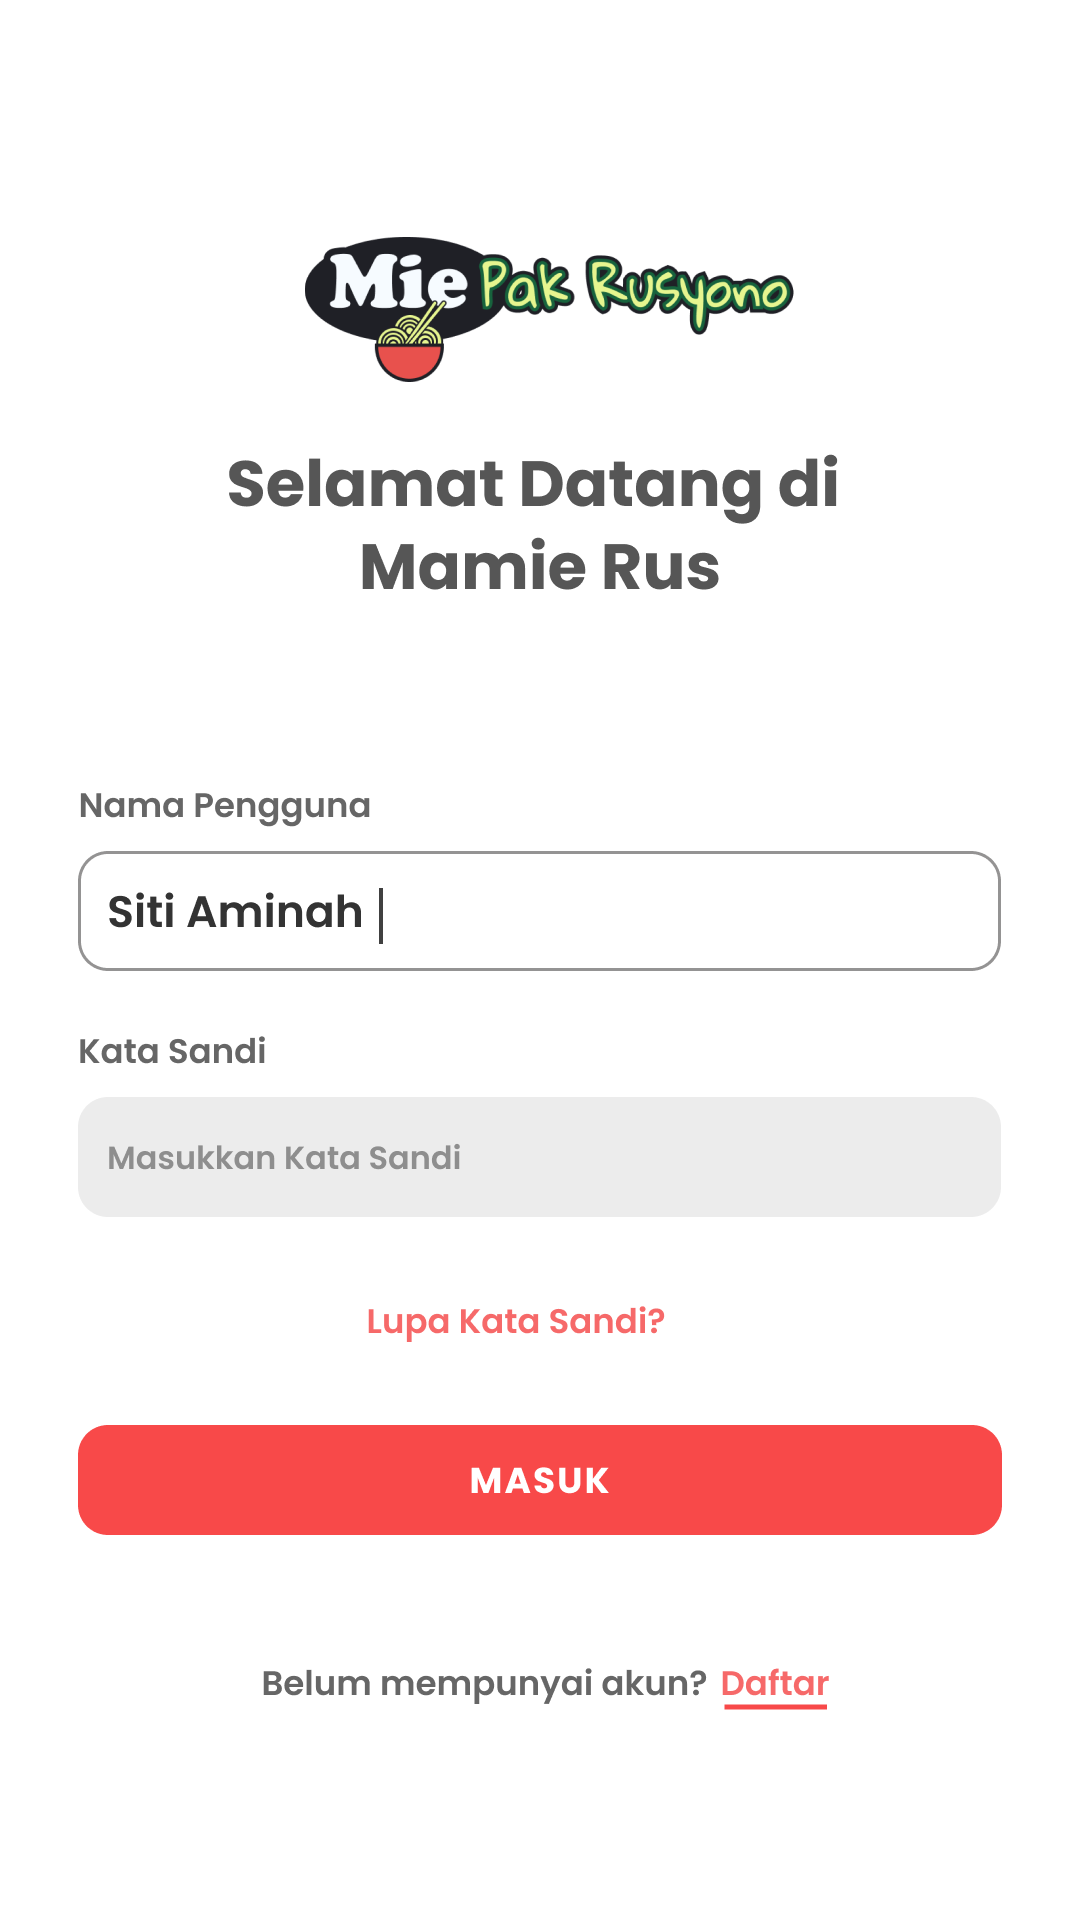 Mie Pak Rusyono
Selamat Datang di
Mamie Rus
Nama Pengguna
Siti Aminah
Kata Sandi
Masukkan Kata Sandi
Lupa Kata Sandi?
MASUK
Belum mempunyai akun? Daftar